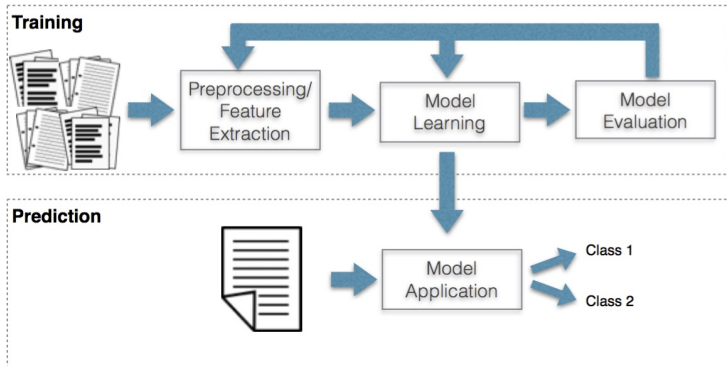 Training
Preprocessing/
Feature
Extraction
Model
Learning
Model
Evaluation
Prediction
Model
Application
Class 1
Class 2